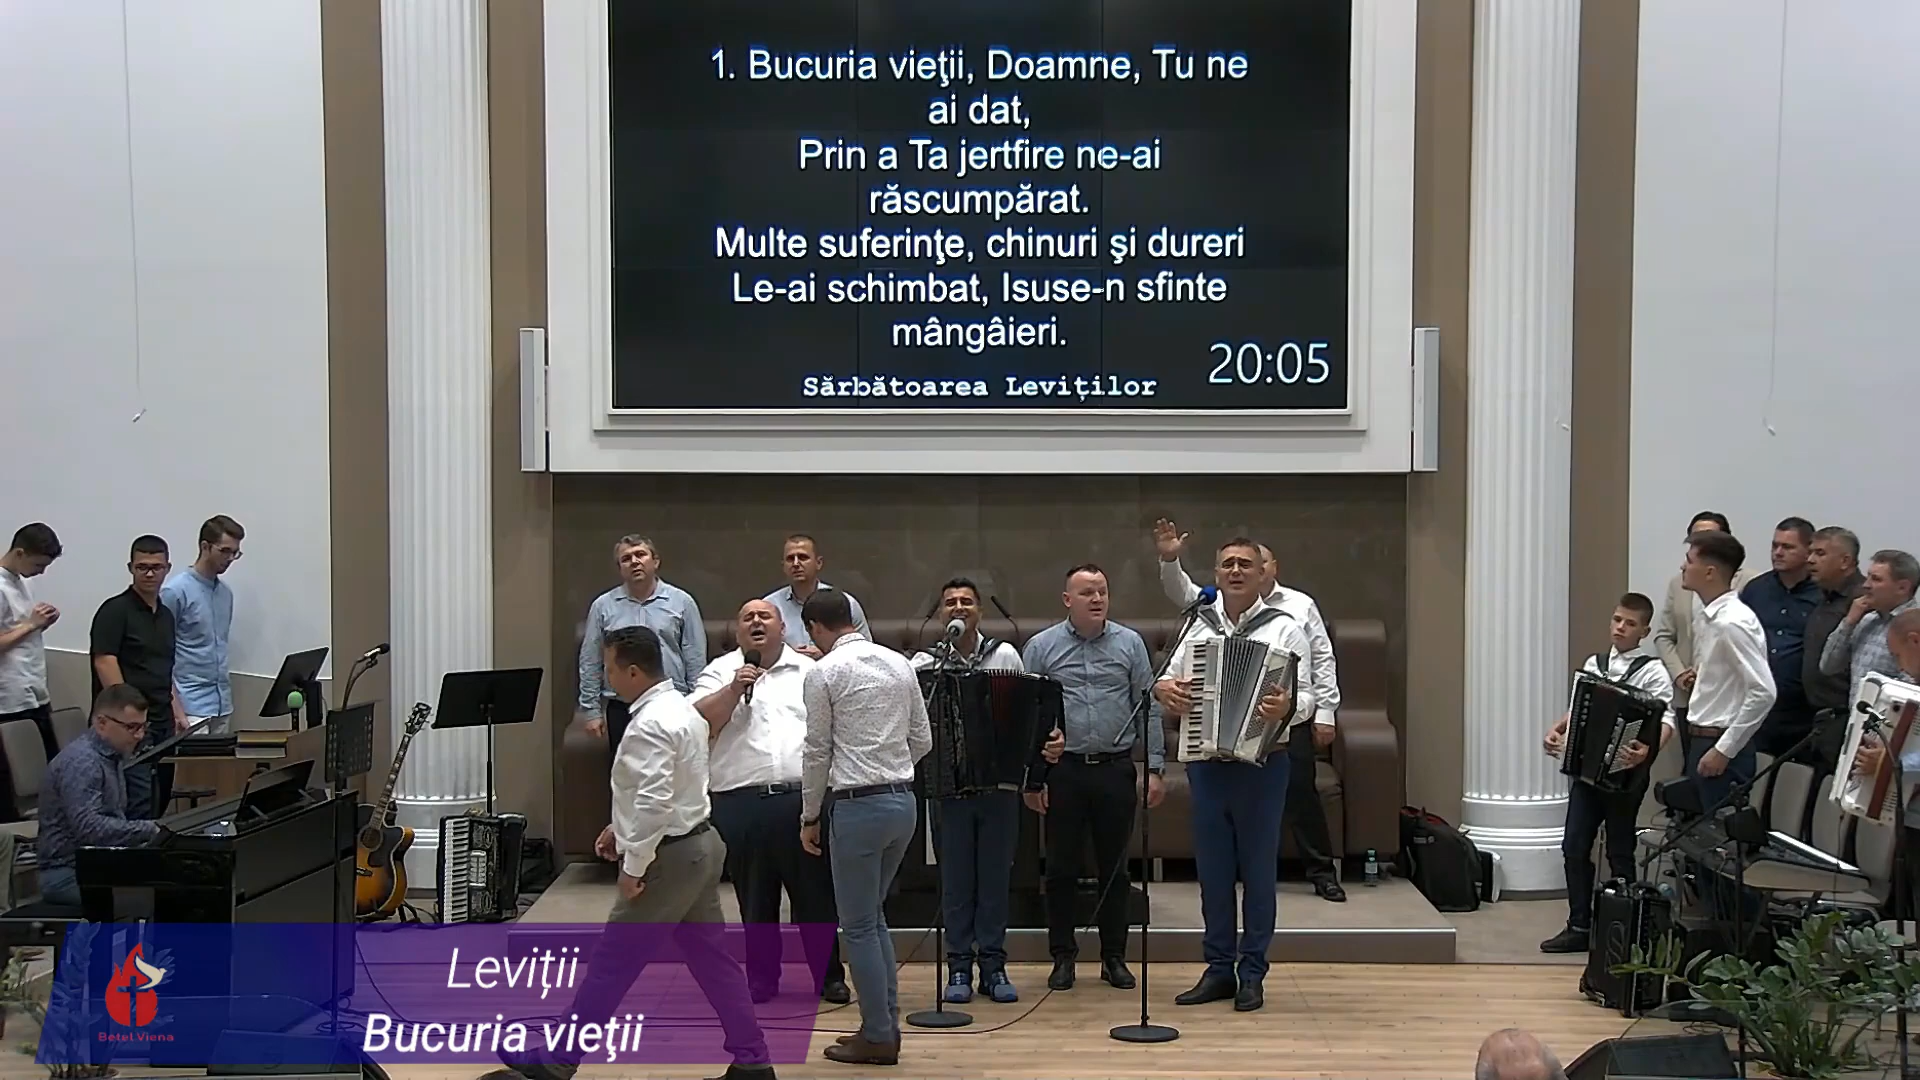 1. Bucuria vieţii, Doamne, Tu ne
ai dat,
Prin a Ta jertfire ne-ai
răscumpărat.
Multe suferinţe, chinuri şi dureri
Le-ai schimbat, Isuse-n sfinte
mângâieri.
20:05
Sărbătoarea Leviților
Leviții
Bucuria vieţii
Betel Viena